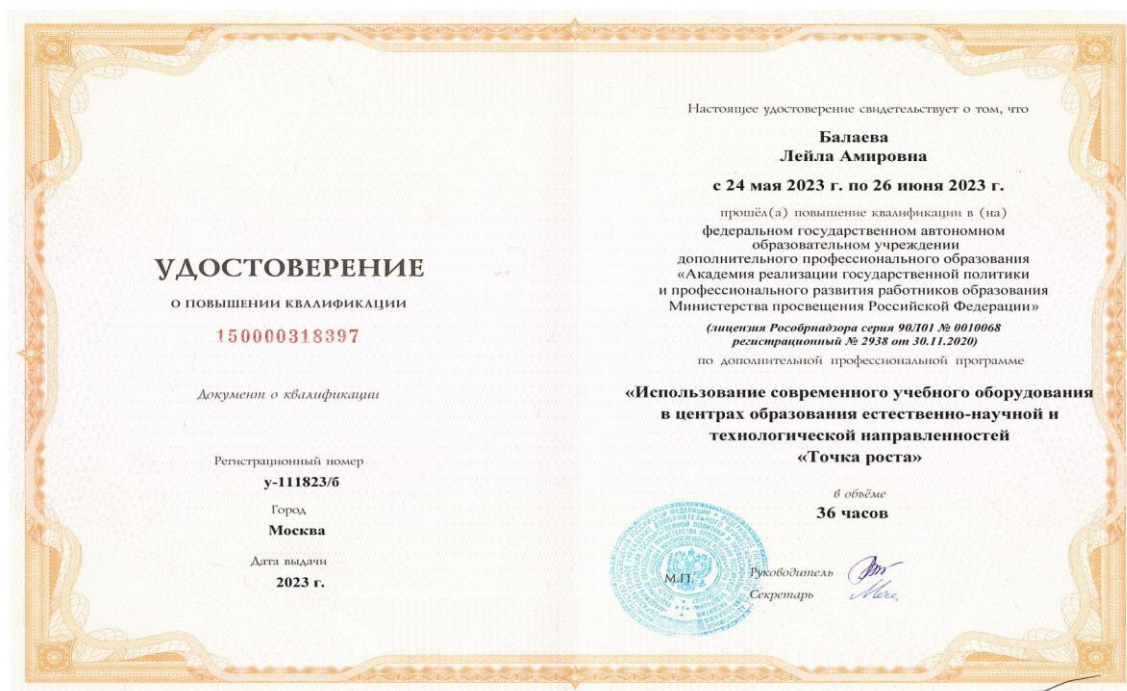 УДОСТОВЕРЕНИЕ
О ПОВЫШЕНИИ КВАЛИФИКАЦИИ
150000318397
Документ о квалификации
Регистрационный номер
у-111823/б
Город
Москва
Дата выдачи
2023 г.
Настоящее удостоверение свидетельствует о том, что
Балаева
Лейла Амировна
с 24 мая 2023 г. по 26 июня 2023 г.
прошёл(а) повышение квалификации в (на)
федеральном государственном автономном
образовательном учреждении
дополнительного профессионального образования
«Академия реализации государственной политики
и профессионального развития работников образования
Министерства просвещения Российской Федерации»
(лицензия Рособрнадзора серия 90Л01 № 0010068
регистрационный № 2938 от 30.11.2020)
по дополнительной профессиональной программе
«Использование современного учебного оборудования
в центрах образования естественно-научной и
технологической направленностей
«Точка роста»
в объёме
36 часов
М.П.
Руководитель
Секретарь